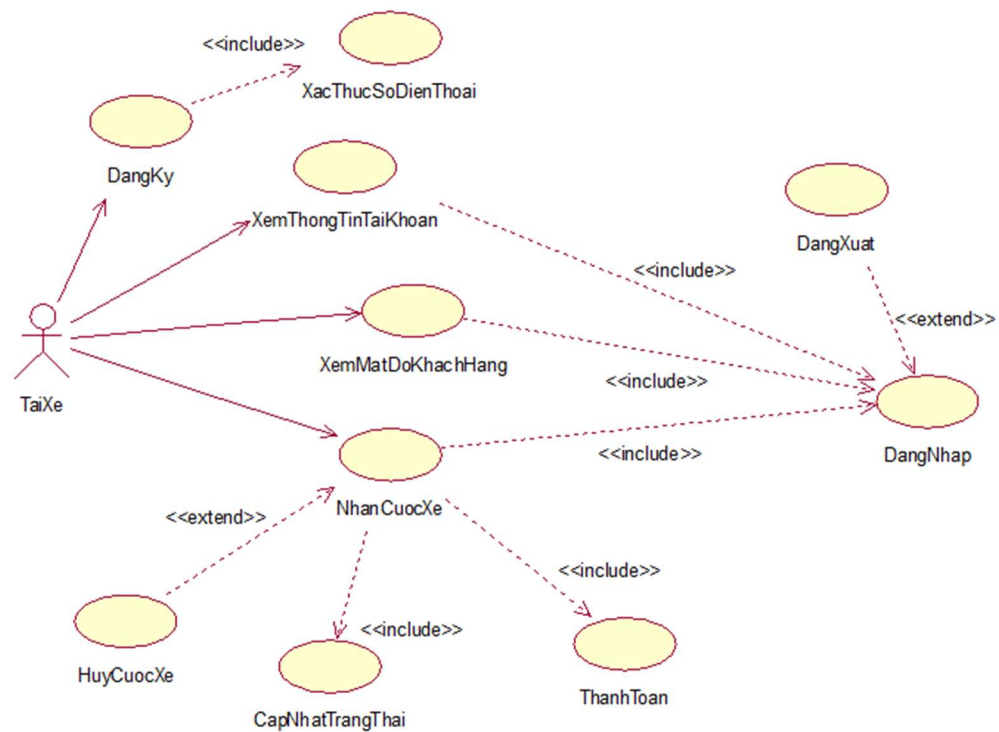 <<include>>
XacThucSoDienThoai
DangKy
XemThongTinTaiKhoan
DangXuat
<<include>>
<<extend>>
XemMatDoKhachHang
<<include>>
TaiXe
<<include>>
DangNhap
NhanCuocXe
<<extend>>
<<include>>
<<include>>
HuyCuocXe
ThanhToan
CapNhatTrangThai